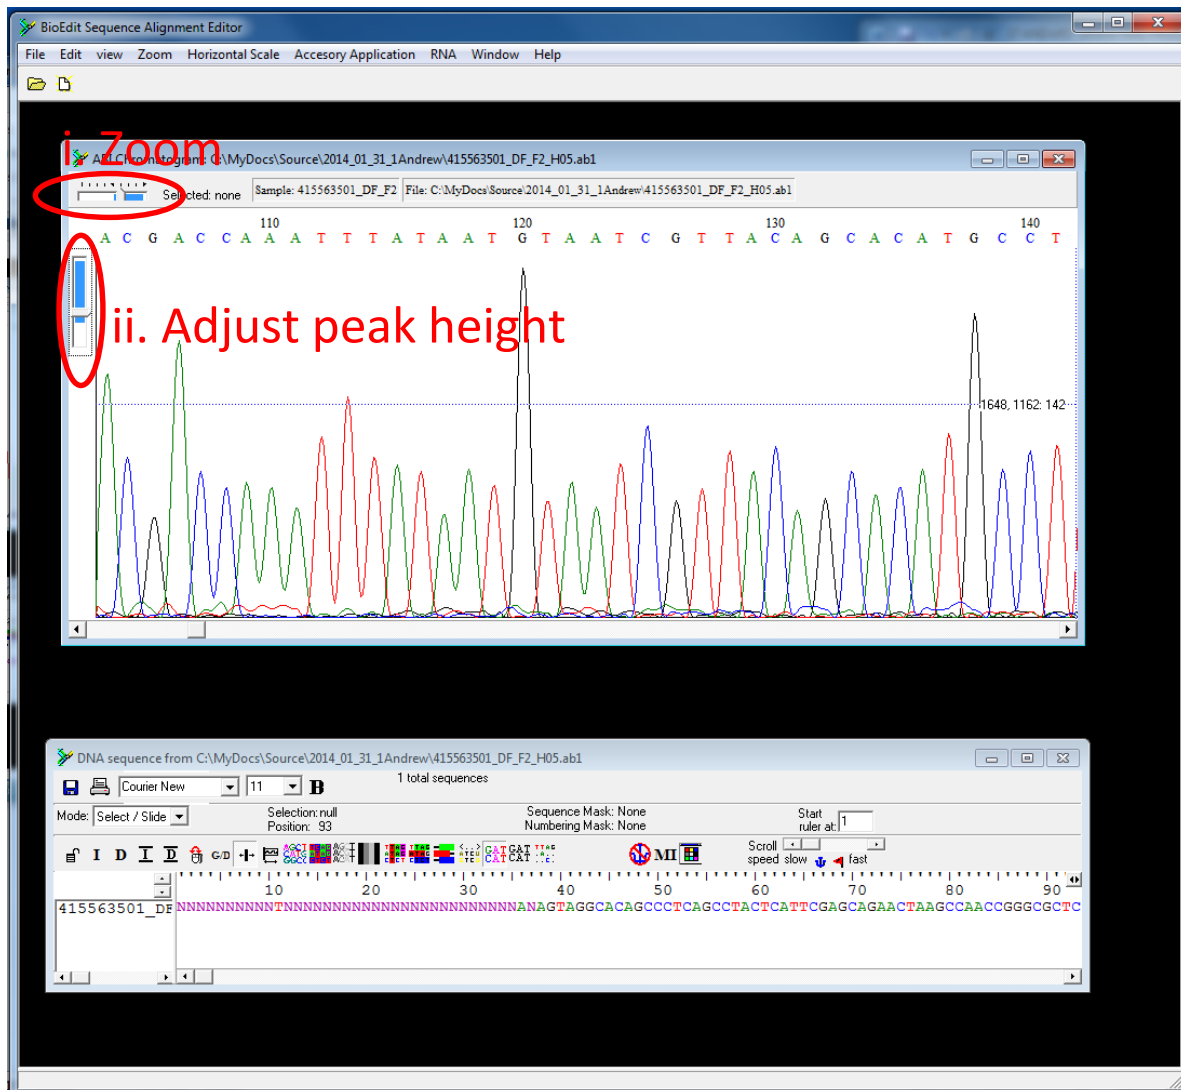 BioEdit Sequence Alignment Editor
File Edit view Zoom Horizontal Scale Accesory Application RNA Window Help
i. Zoom
ABI Chromatogram: C:\MyDocs\Source\2014_01_31_1Andrew\415563501_DF_F2_H05.ab1
Selected: none Sample: 415563501_DF_F2 File: C:\MyDocs\Source\2014_01_31_1Andrew\415563501_DF_F2_H05.ab1
110 120 130 140
A C G A C C A A A T T T A T A A T G T A A T C G T T A C A G C A C A T G C C T
ii. Adjust peak height
1648, 1162: 142
DNA sequence from C:\MyDocs\Source\2014_01_31_1Andrew\415563501_DF_F2_H05.ab1
Courier New 11 B 1 total sequences
Mode: Select / Slide Selection: null Sequence Mask: None Start
Position: 93 Numbering Mask: None ruler at: 1
I D I D G/D MI Scroll
speed slow fast
10 20 30 40 50 60 70 80 90
415563501_DF NNNNNNNNNNTNNNNNNNNNNNNNNNNNNNNNNNNANAGTAGGCACAGCCCTCAGCCTACTCATTCGAGCAGAACTAAGCCAACCGGGCGCTC